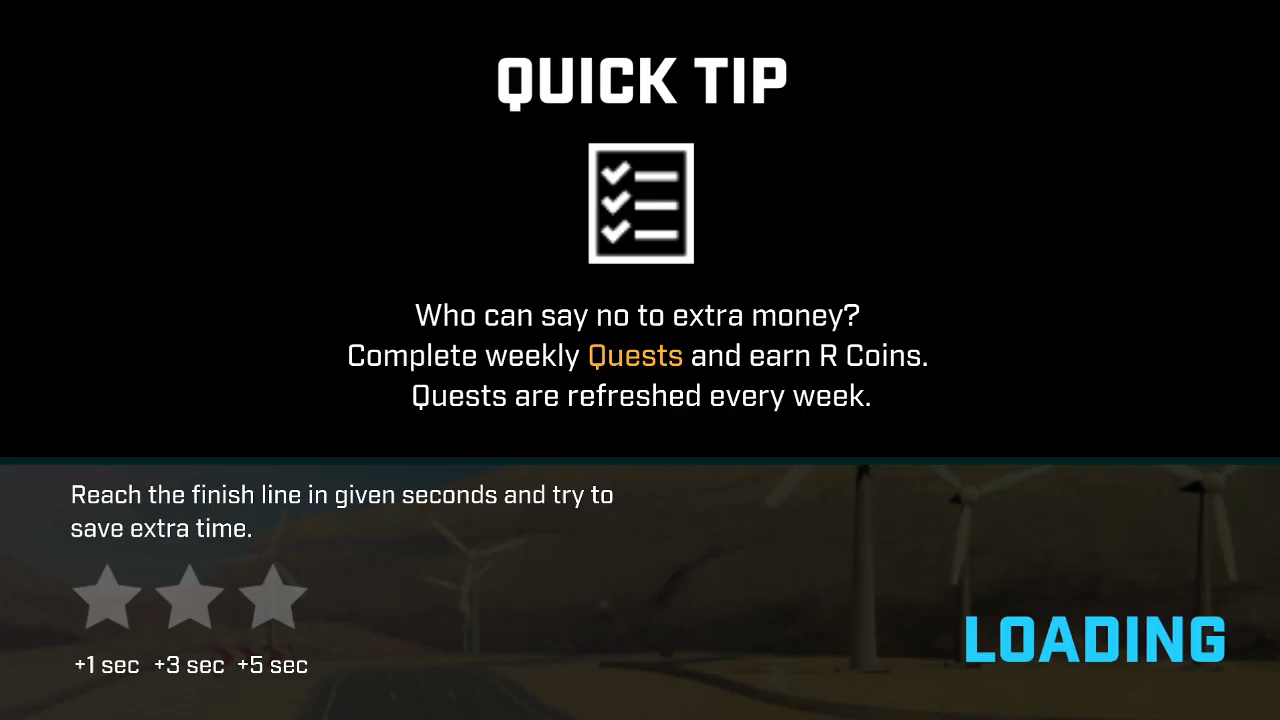 QUICK TIP
Who can say no to extra money?
Complete weekly Quests and earn R Coins.
Quests are refreshed every week.
Reach the finish line in given seconds and try to
save extra time.
+1 sec +3 sec +5 sec
LOADING